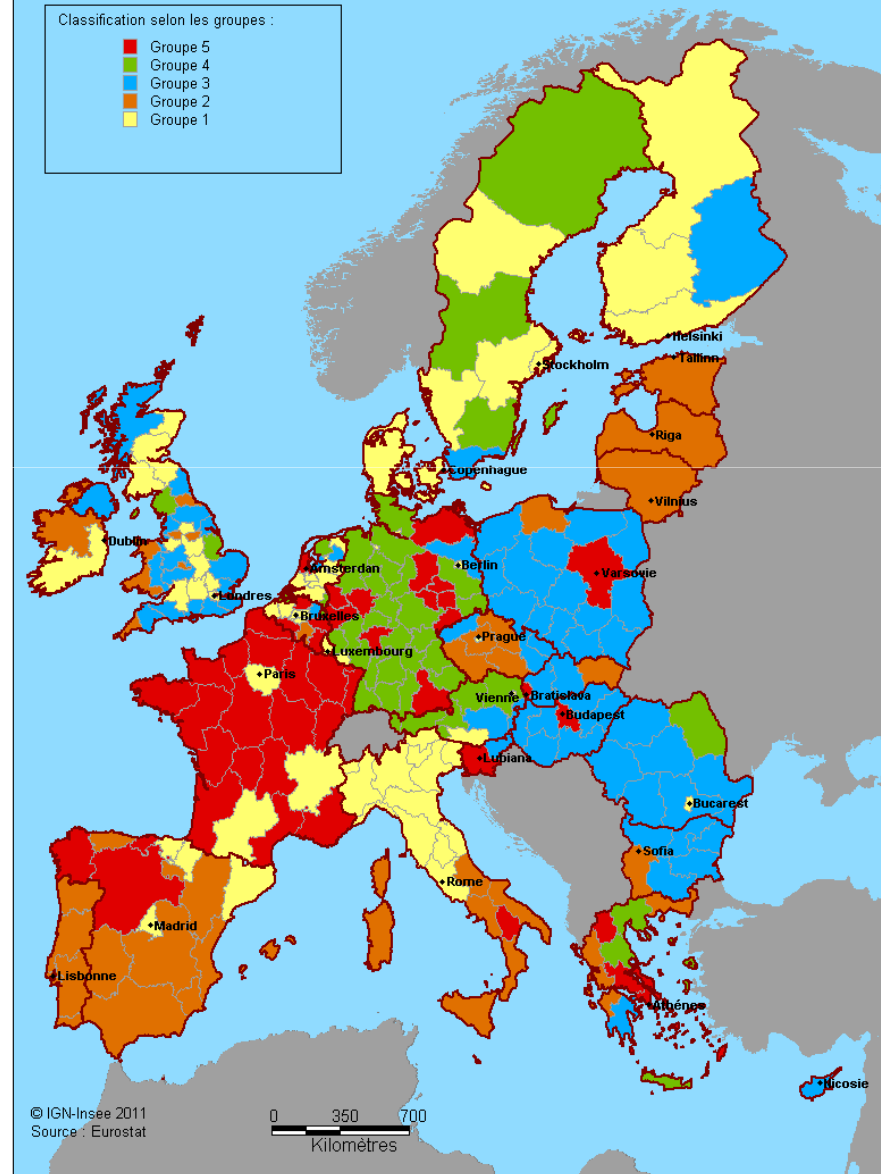 Classification selon les groupes :
Groupe 5
Groupe 4
Groupe 3
Groupe 2
Groupe 1
Helsinki
Tallinn
Stockholm
Riga
Copenhague
Vilnius
Dublin
Amsterdam
Berlin
Varsovie
Londres
Bruxelles
Prague
Luxembourg
Paris
Vienne
Bratislava
Budapest
Lubiana
Bucarest
Sofia
Rome
Madrid
Lisbonne
Athénes
Nicosie
© IGN-Insee 2011
Source : Eurostat
0 350 700
Kilomètres